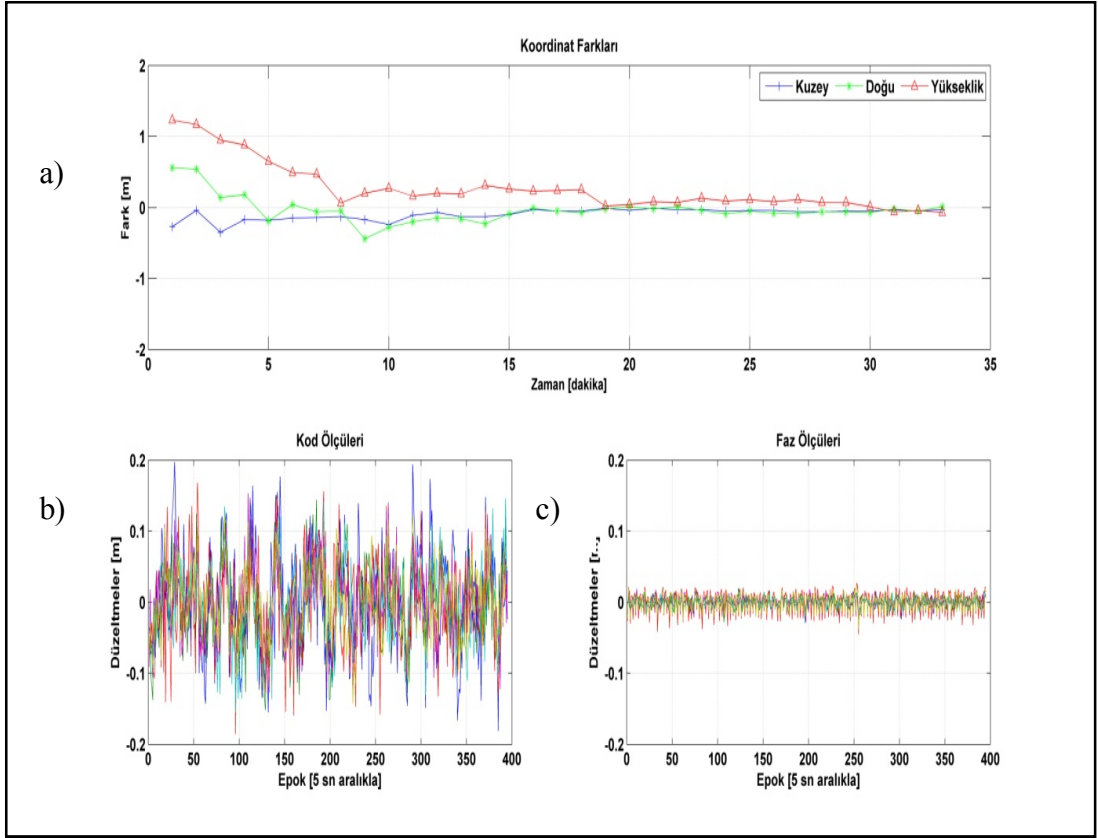 Koordinat Farkları
a)
Fark [m]
2
1
0
-1
-2
Kuzey Doğu Yükseklik
0 5 10 15 20 25 30 35
Zaman [dakika]
b)
Kod Ölçüleri
Düzeltmeler [m]
0.2
0.1
0
-0.1
-0.2
0 50 100 150 200 250 300 350 400
Epok [5 sn aralıkla]
c)
Faz Ölçüleri
Düzeltmeler [r..
0.2
0.1
0
-0.1
-0.2
0 50 100 150 200 250 300 350 400
Epok [5 sn aralıkla]